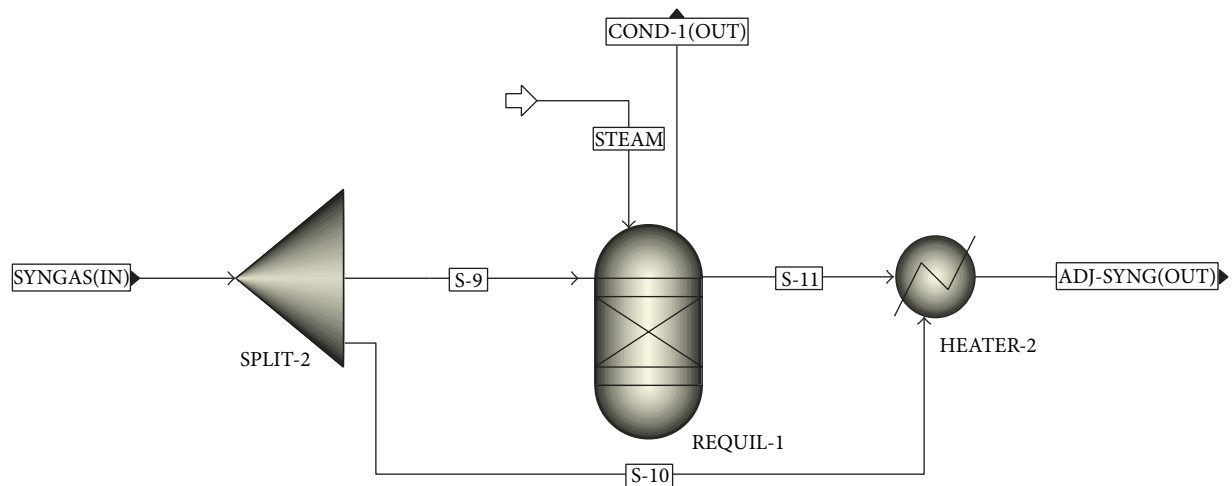 COND-1(OUT)
STEAM
SYNGAS(IN)
S-9
S-11
ADJ-SYNG(OUT)
SPLIT-2
HEATER-2
REQUIL-1
S-10